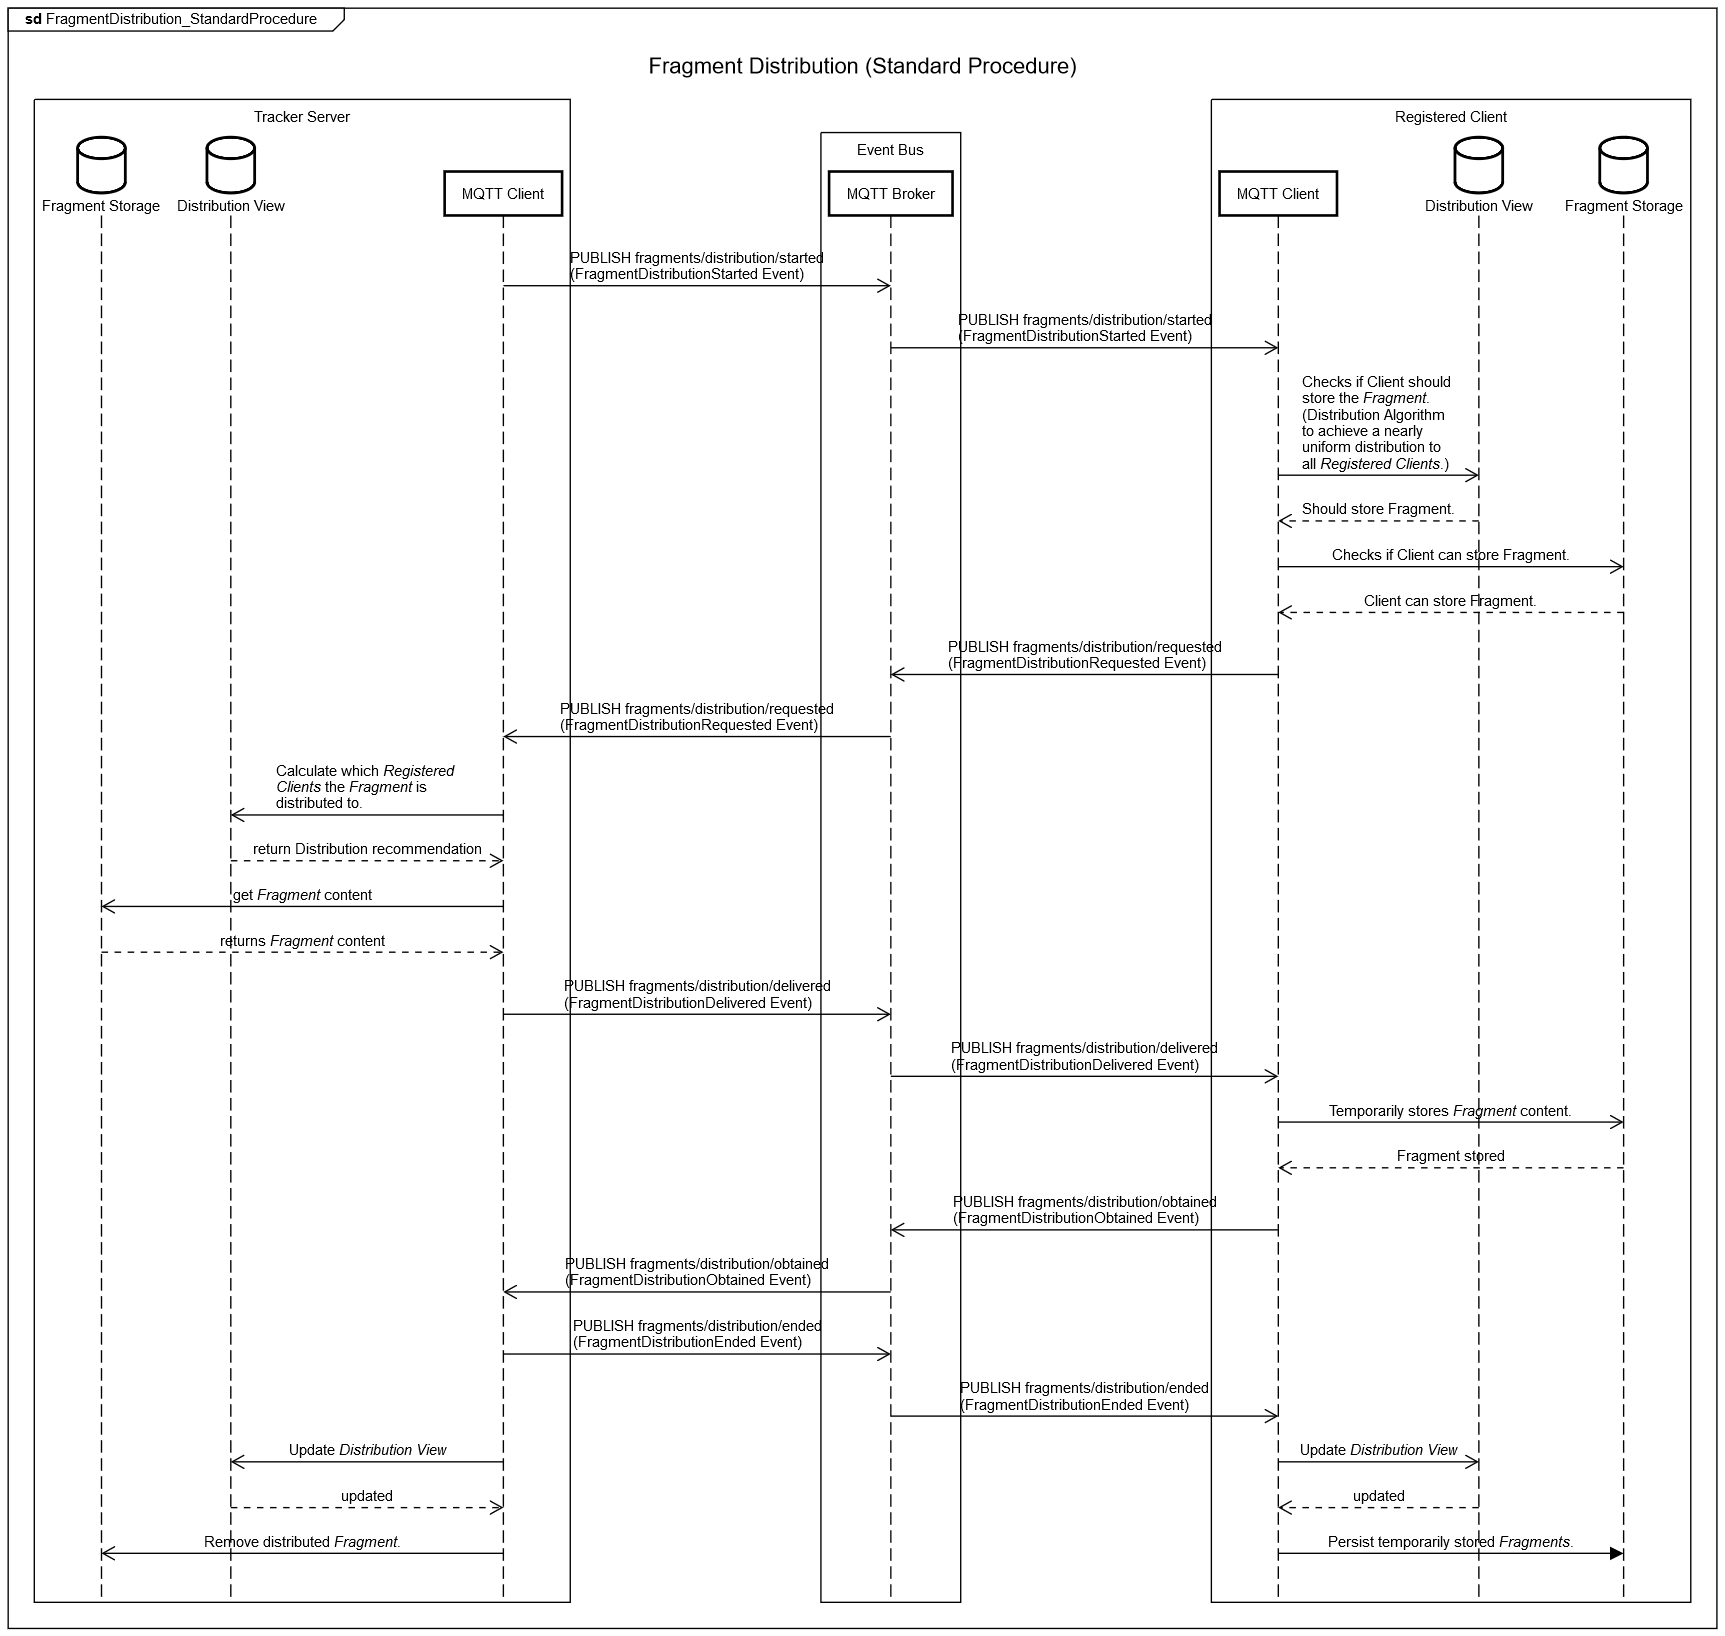 sd FragmentDistribution_StandardProcedure
Fragment Distribution (Standard Procedure)
Tracker Server
Event Bus
Registered Client
Fragment Storage
Distribution View
MQTT Client
MQTT Broker
MQTT Client
Distribution View
Fragment Storage
PUBLISH fragments/distribution/started
(FragmentDistributionStarted Event)
PUBLISH fragments/distribution/started
(FragmentDistributionStarted Event)
Checks if Client should
store the Fragment.
(Distribution Algorithm
to achieve a nearly
uniform distribution to
all Registered Clients.)
Should store Fragment.
Checks if Client can store Fragment.
Client can store Fragment.
PUBLISH fragments/distribution/requested
(FragmentDistributionRequested Event)
PUBLISH fragments/distribution/requested
(FragmentDistributionRequested Event)
Calculate which Registered
Clients the Fragment is
distributed to.
return Distribution recommendation
get Fragment content
returns Fragment content
PUBLISH fragments/distribution/delivered
(FragmentDistributionDelivered Event)
PUBLISH fragments/distribution/delivered
(FragmentDistributionDelivered Event)
Temporarily stores Fragment content.
Fragment stored
PUBLISH fragments/distribution/obtained
(FragmentDistributionObtained Event)
PUBLISH fragments/distribution/obtained
(FragmentDistributionObtained Event)
PUBLISH fragments/distribution/ended
(FragmentDistributionEnded Event)
PUBLISH fragments/distribution/ended
(FragmentDistributionEnded Event)
Update Distribution View
Update Distribution View
updated
updated
Remove distributed Fragment.
Persist temporarily stored Fragments.